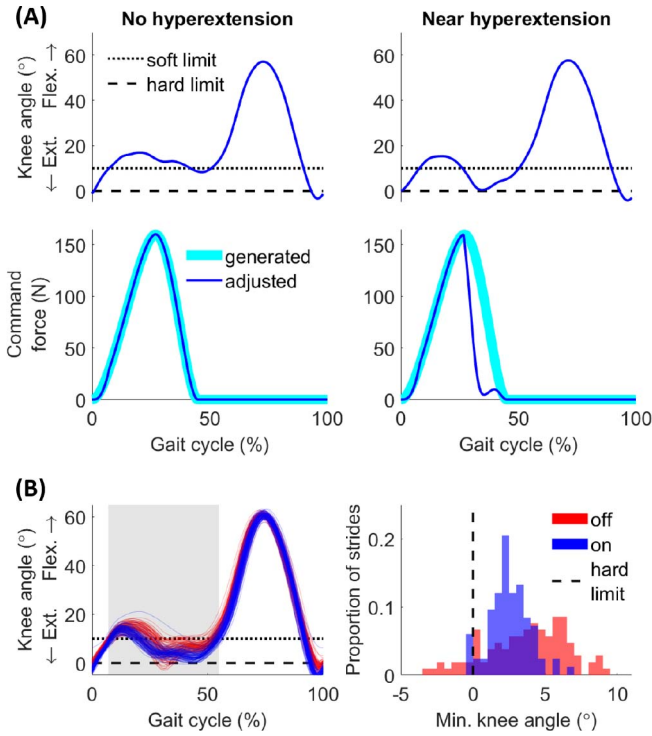 (A)
No hyperextension
Near hyperextension
Knee angle (°)
← Ext. Flex. →
60
40
20
0
soft limit
hard limit
60
40
20
0
Command
force (N)
150
100
50
0
generated
adjusted
0 50 100
Gait cycle (%)
150
100
50
0
0 50 100
Gait cycle (%)
(B)
Knee angle (°)
← Ext. Flex. →
60
40
20
0
0 50 100
Gait cycle (%)
Proportion of strides
0.2
0.1
0
off
on
hard
limit
-5 0 5 10
Min. knee angle (°)